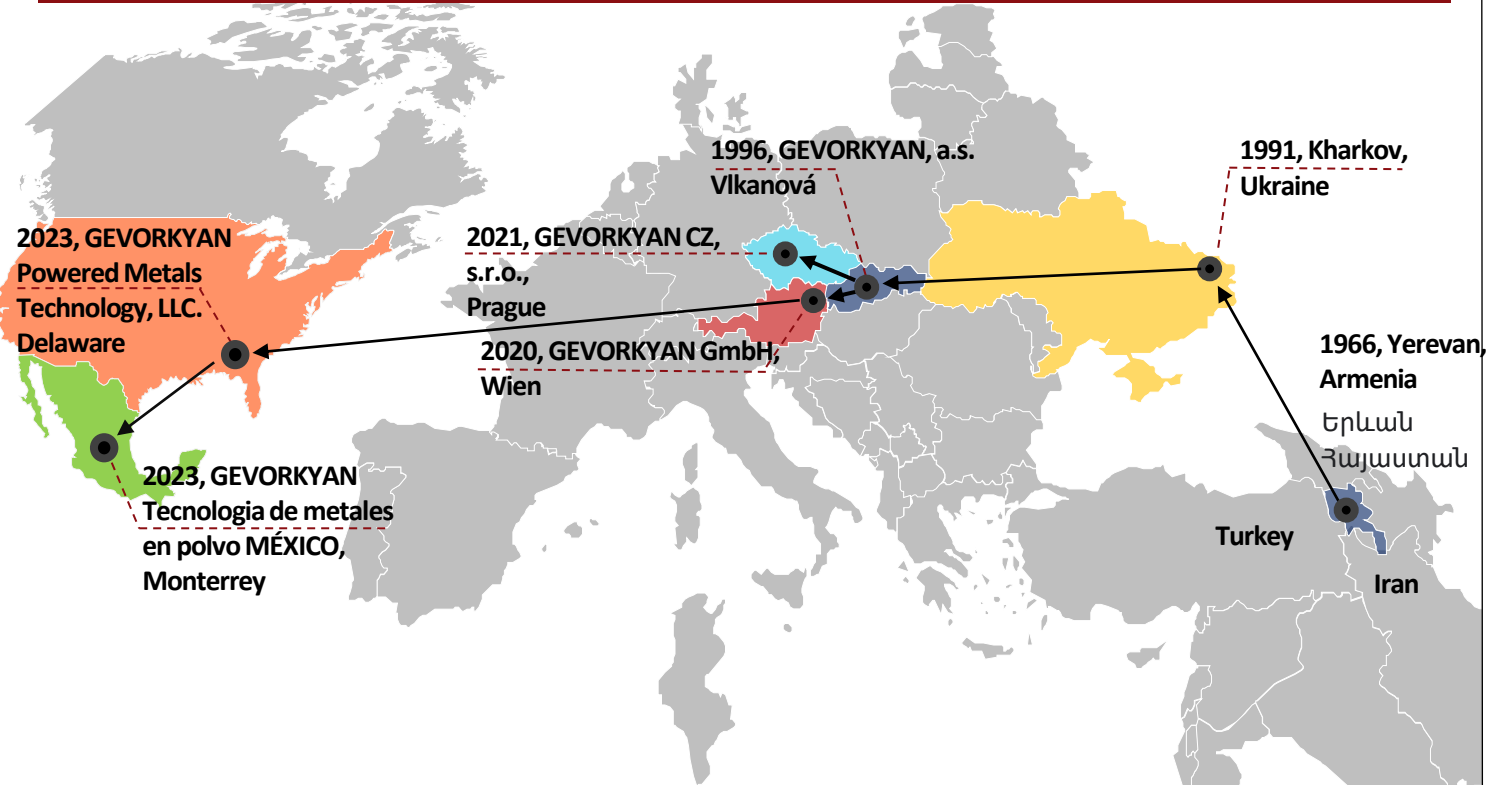 1996, GEVORKYAN, a.s.
Vlkanová
1991, Kharkov,
Ukraine
2023, GEVORKYAN
Powered Metals
Technology, LLC.
Delaware
2021, GEVORKYAN CZ,
s.r.o.,
Prague
2020, GEVORKYAN GmbH,
Wien
1966, Yerevan,
Armenia
Երևան
Հայաստան
2023, GEVORKYAN
Tecnologia de metales
en polvo MÉXICO,
Monterrey
Turkey
Iran